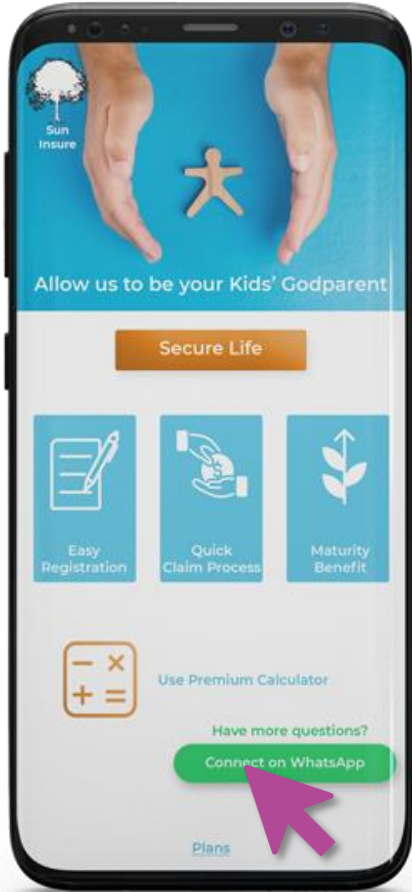 Sun
Insure
Allow us to be your Kids' Godparent
Secure Life
Easy
Registration
Quick
Claim Process
Maturity
Benefit
Use Premium Calculator
Have more questions?
Connect on WhatsApp
Plans